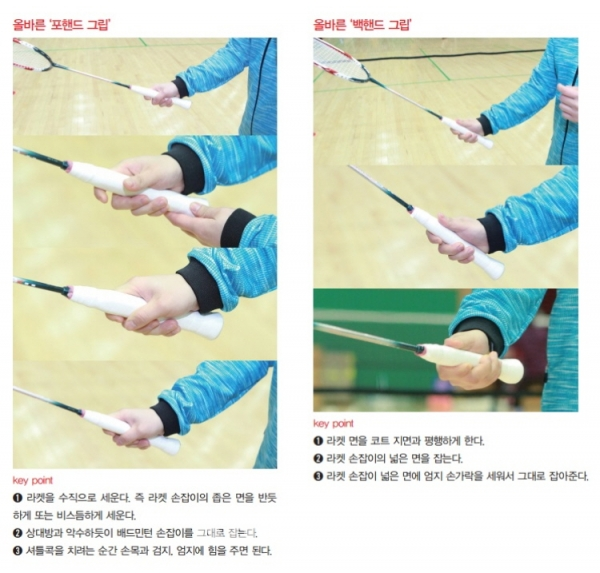 올바른 '포핸드 그립'
key point
❶ 라켓을 수직으로 세운다. 즉 라켓 손잡이의 좁은 면을 반듯
하게 또는 비스듬하게 세운다.
❷ 상대방과 악수하듯이 배드민턴 손잡이를 그대로 잡는다.
❸ 셔틀콕을 치려는 순간 손목과 검지, 엄지에 힘을 주면 된다.
올바른 '백핸드 그립'
key point
❶ 라켓 면을 코트 지면과 평행하게 한다.
❷ 라켓 손잡이의 넓은 면을 잡는다.
❸ 라켓 손잡이 넓은 면에 엄지 손가락을 세워서 그대로 잡아준다.